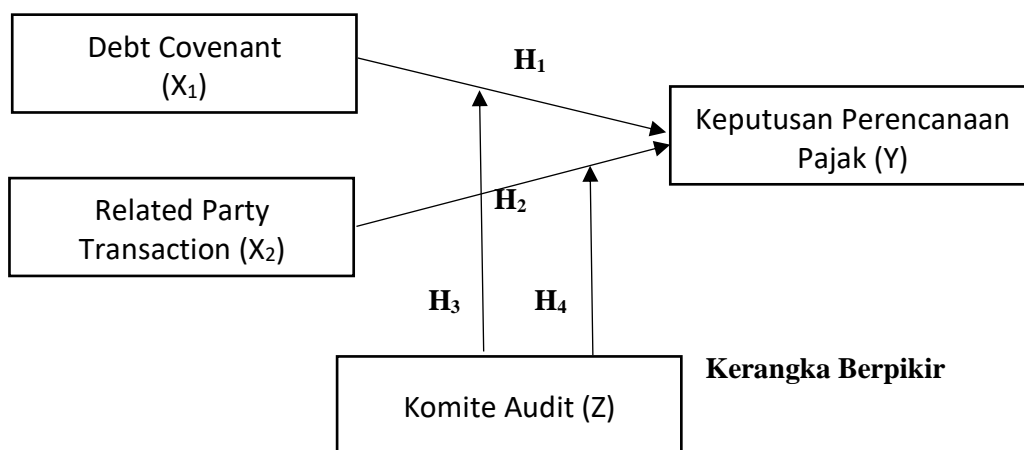 Debt Covenant
(X₁)
H₁
Keputusan Perencanaan
Pajak (Y)
Related Party
Transaction (X₂)
H₂
H₃
H₄
Kerangka Berpikir
Komite Audit (Z)